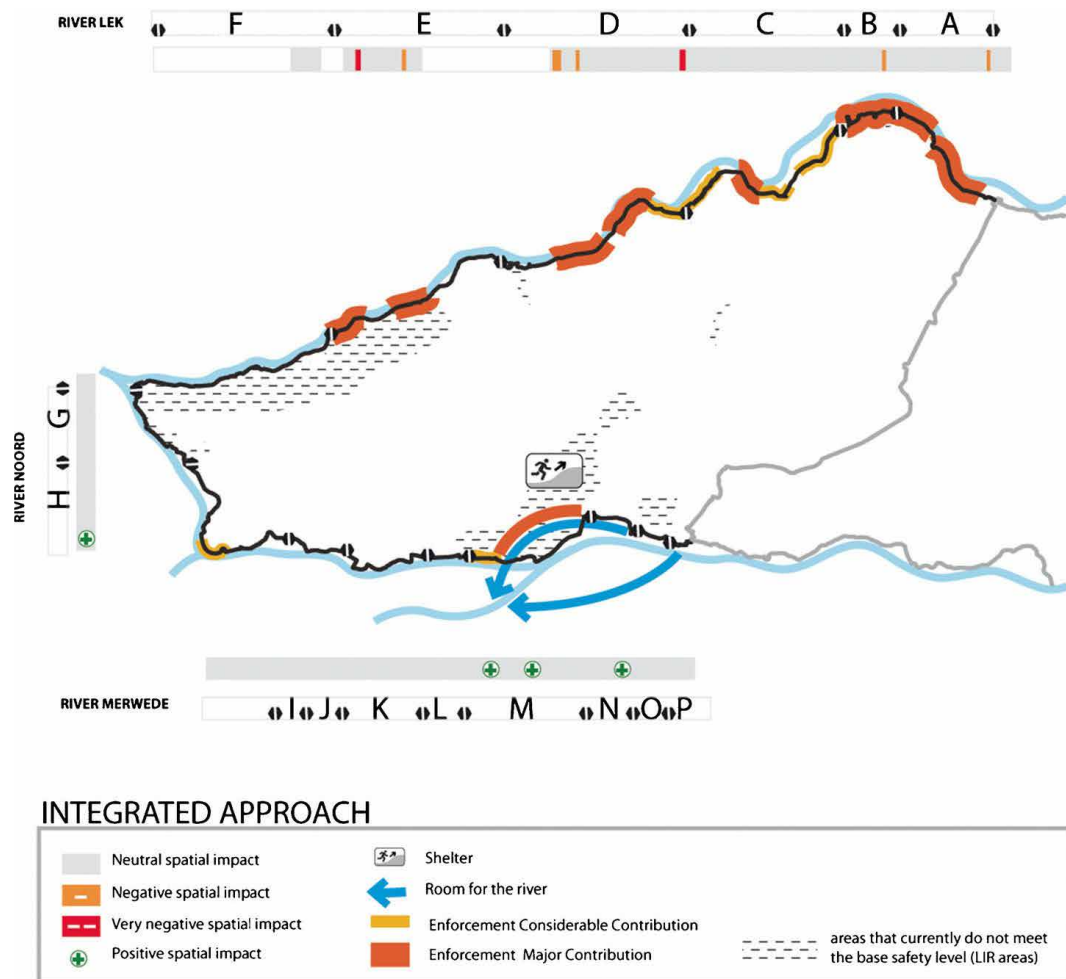 RIVER LEK
F E D C B A
RIVER NOORD
G
H
RIVER MERWEDE
I J K L M N O P
INTEGRATED APPROACH
Neutral spatial impact
Negative spatial impact
Very negative spatial impact
Positive spatial impact
Shelter
Room for the river
Enforcement Considerable Contribution
Enforcement Major Contribution
areas that currently do not meet
the base safety level (LIR areas)